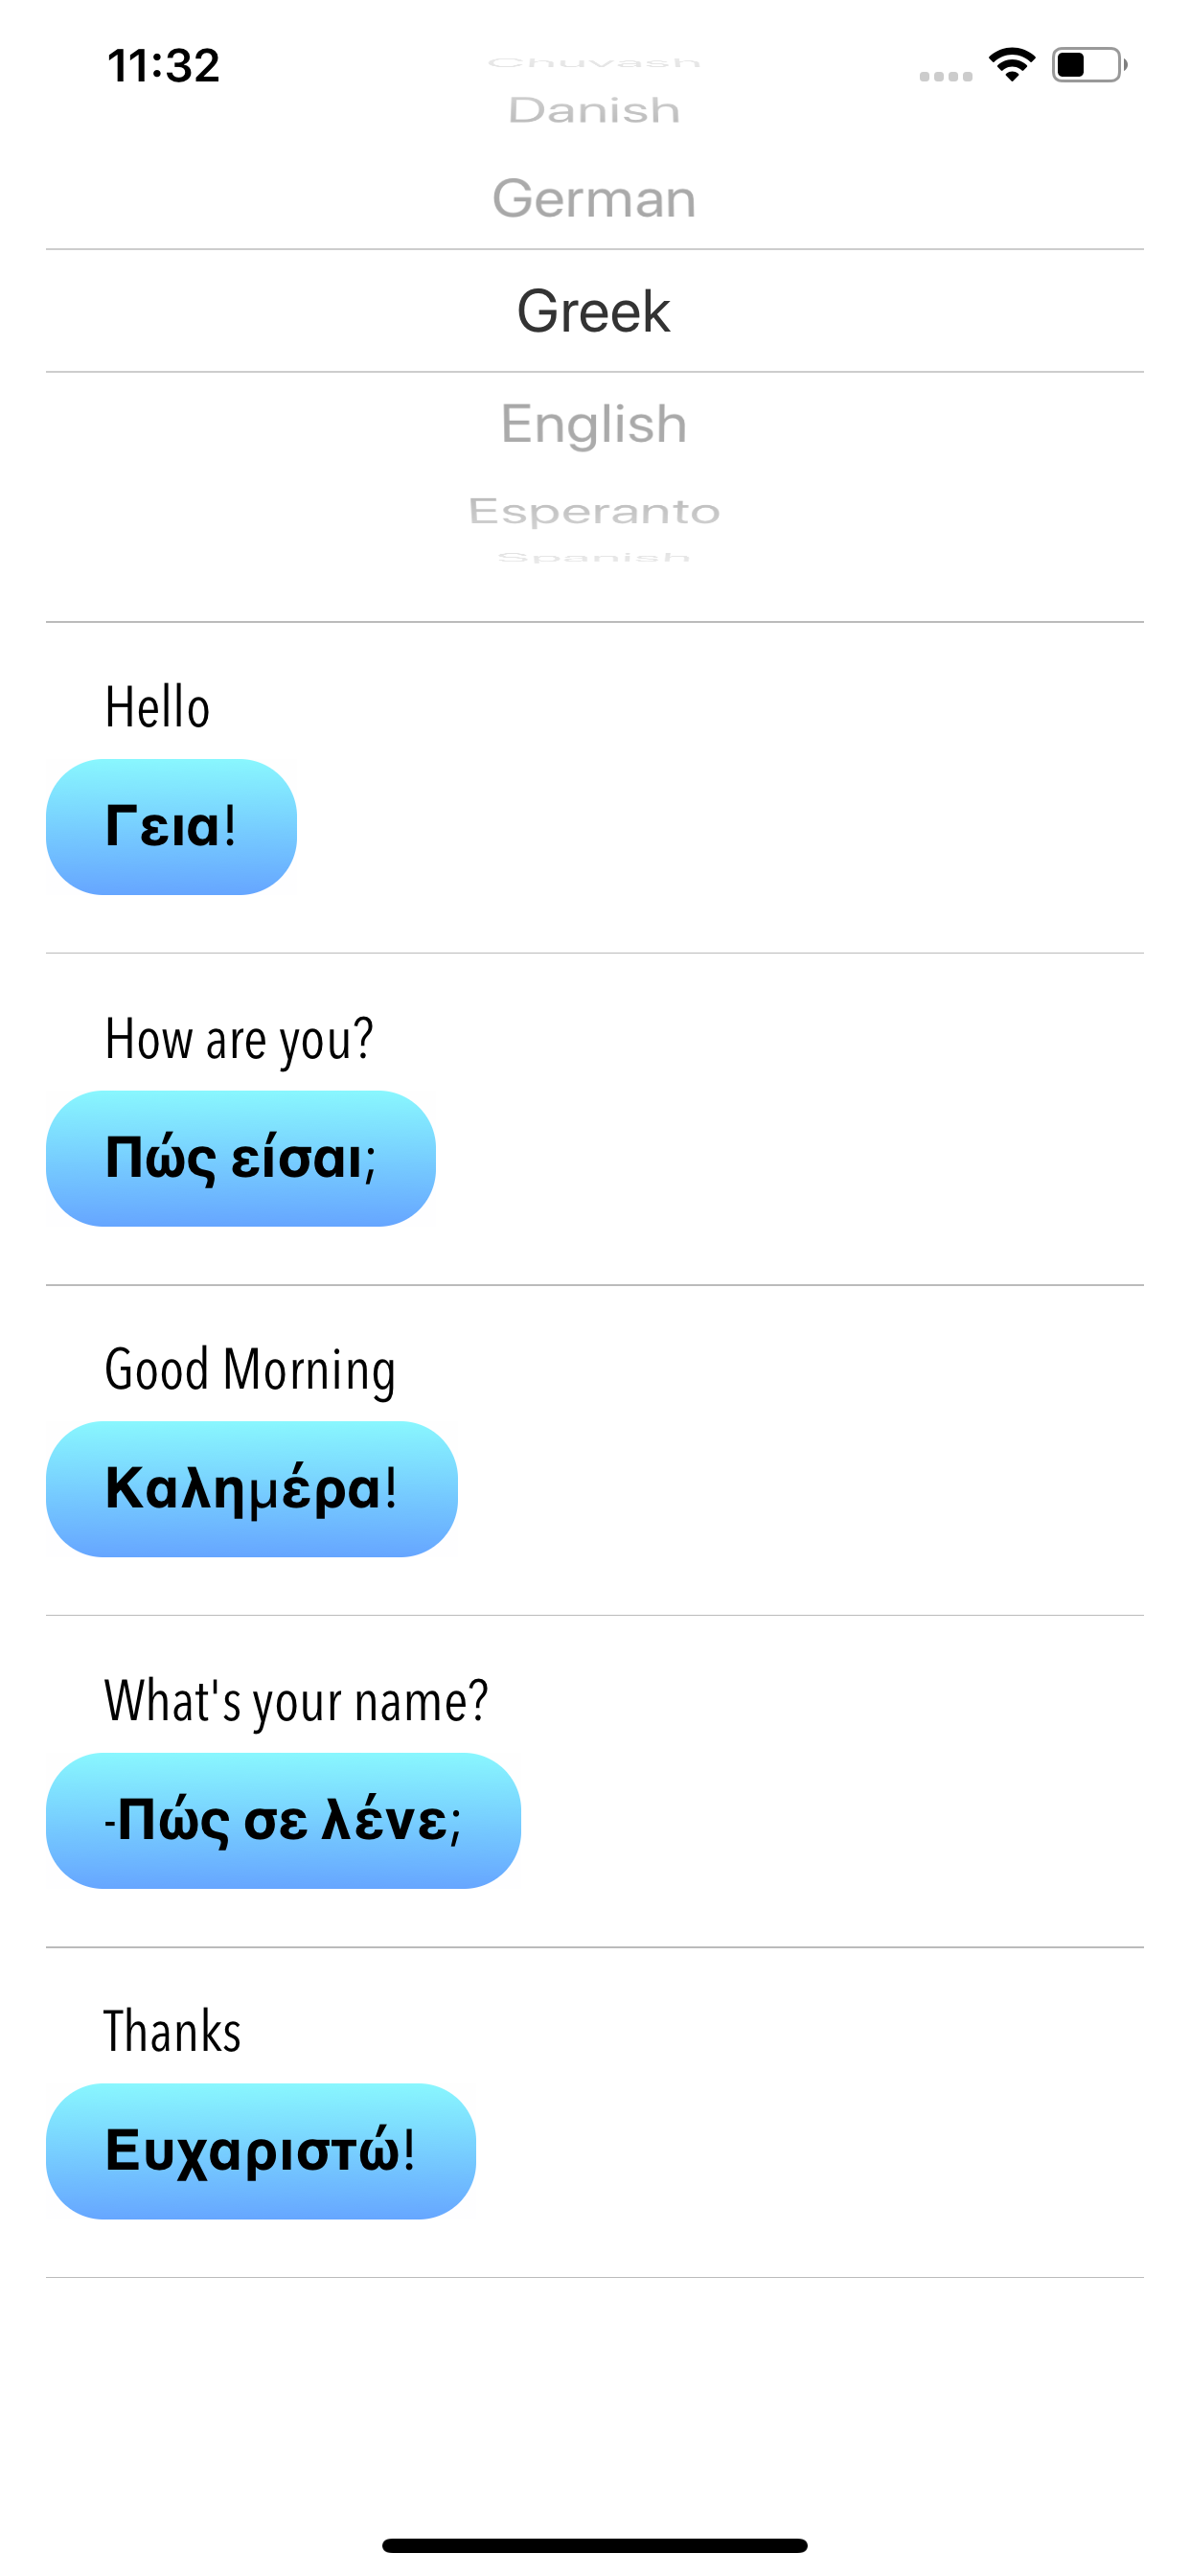 11:32
Chuvash
Danish
German
Greek
English
Esperanto
Spanish
Hello
Γεια!
How are you?
Πώς είσαι;
Good Morning
Καλημέρα!
What's your name?
-Πώς σε λένε;
Thanks
Ευχαριστώ!